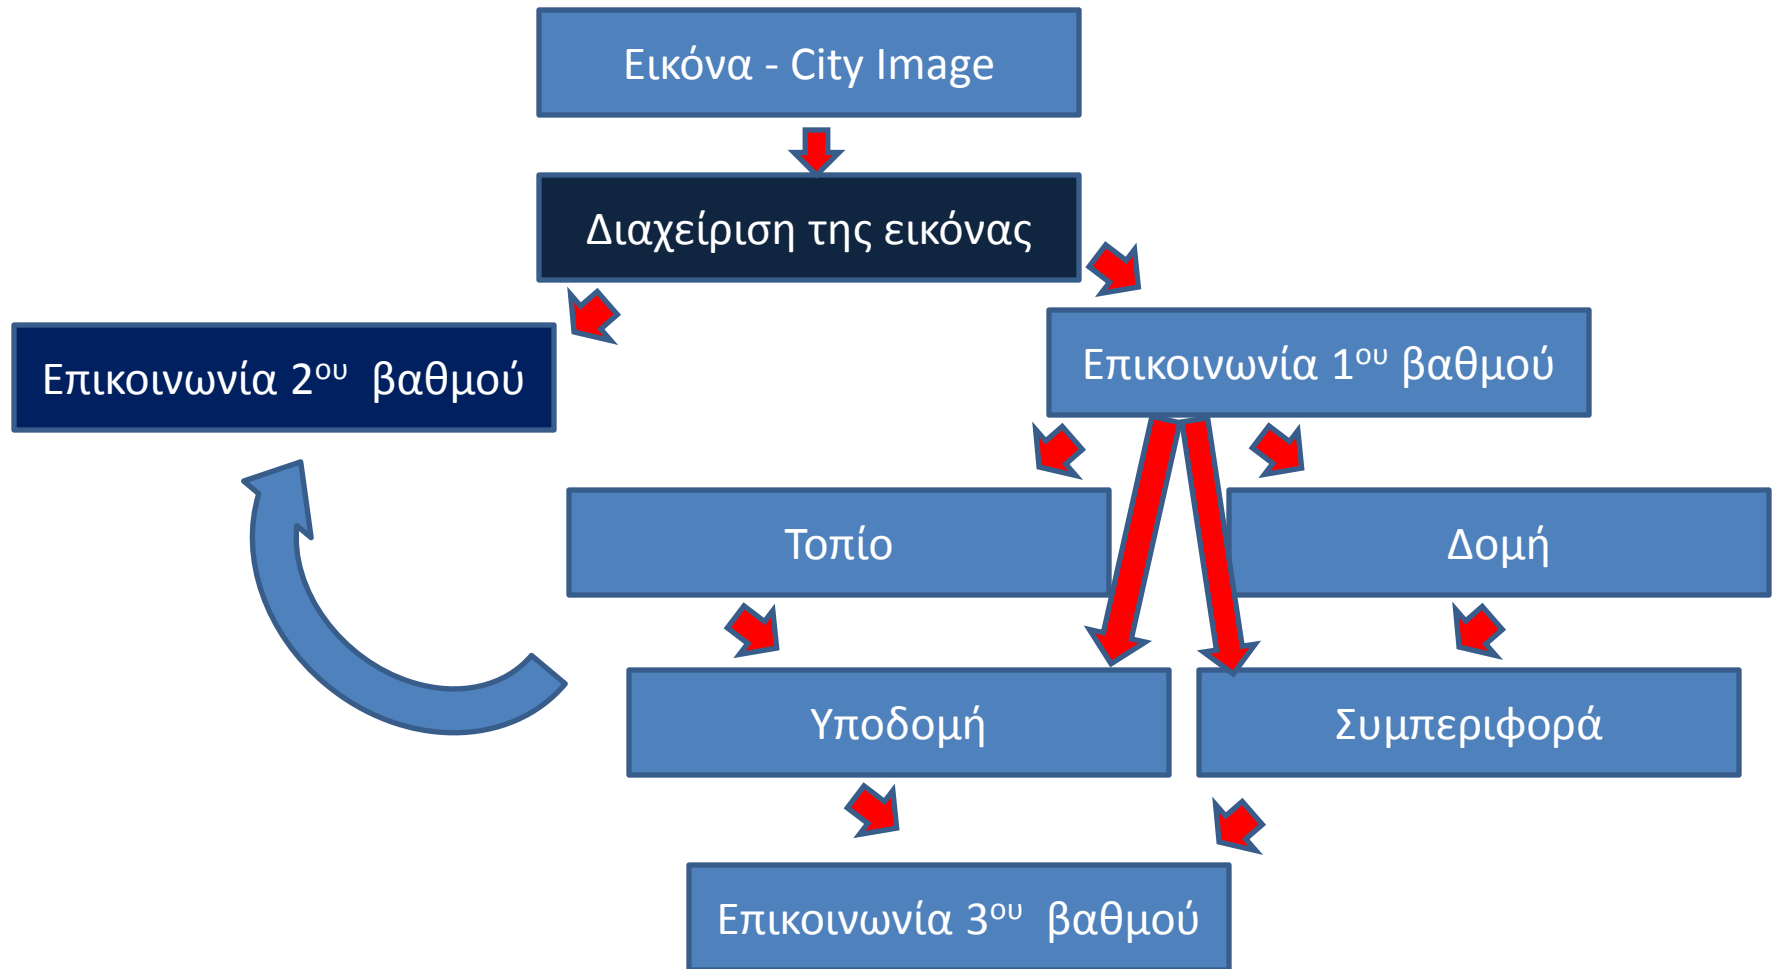 Εικόνα - City Image
Διαχείριση της εικόνας
Επικοινωνία 2ου βαθμού
Επικοινωνία 1ου βαθμού
Τοπίο
Δομή
Υποδομή
Συμπεριφορά
Επικοινωνία 3ου βαθμού